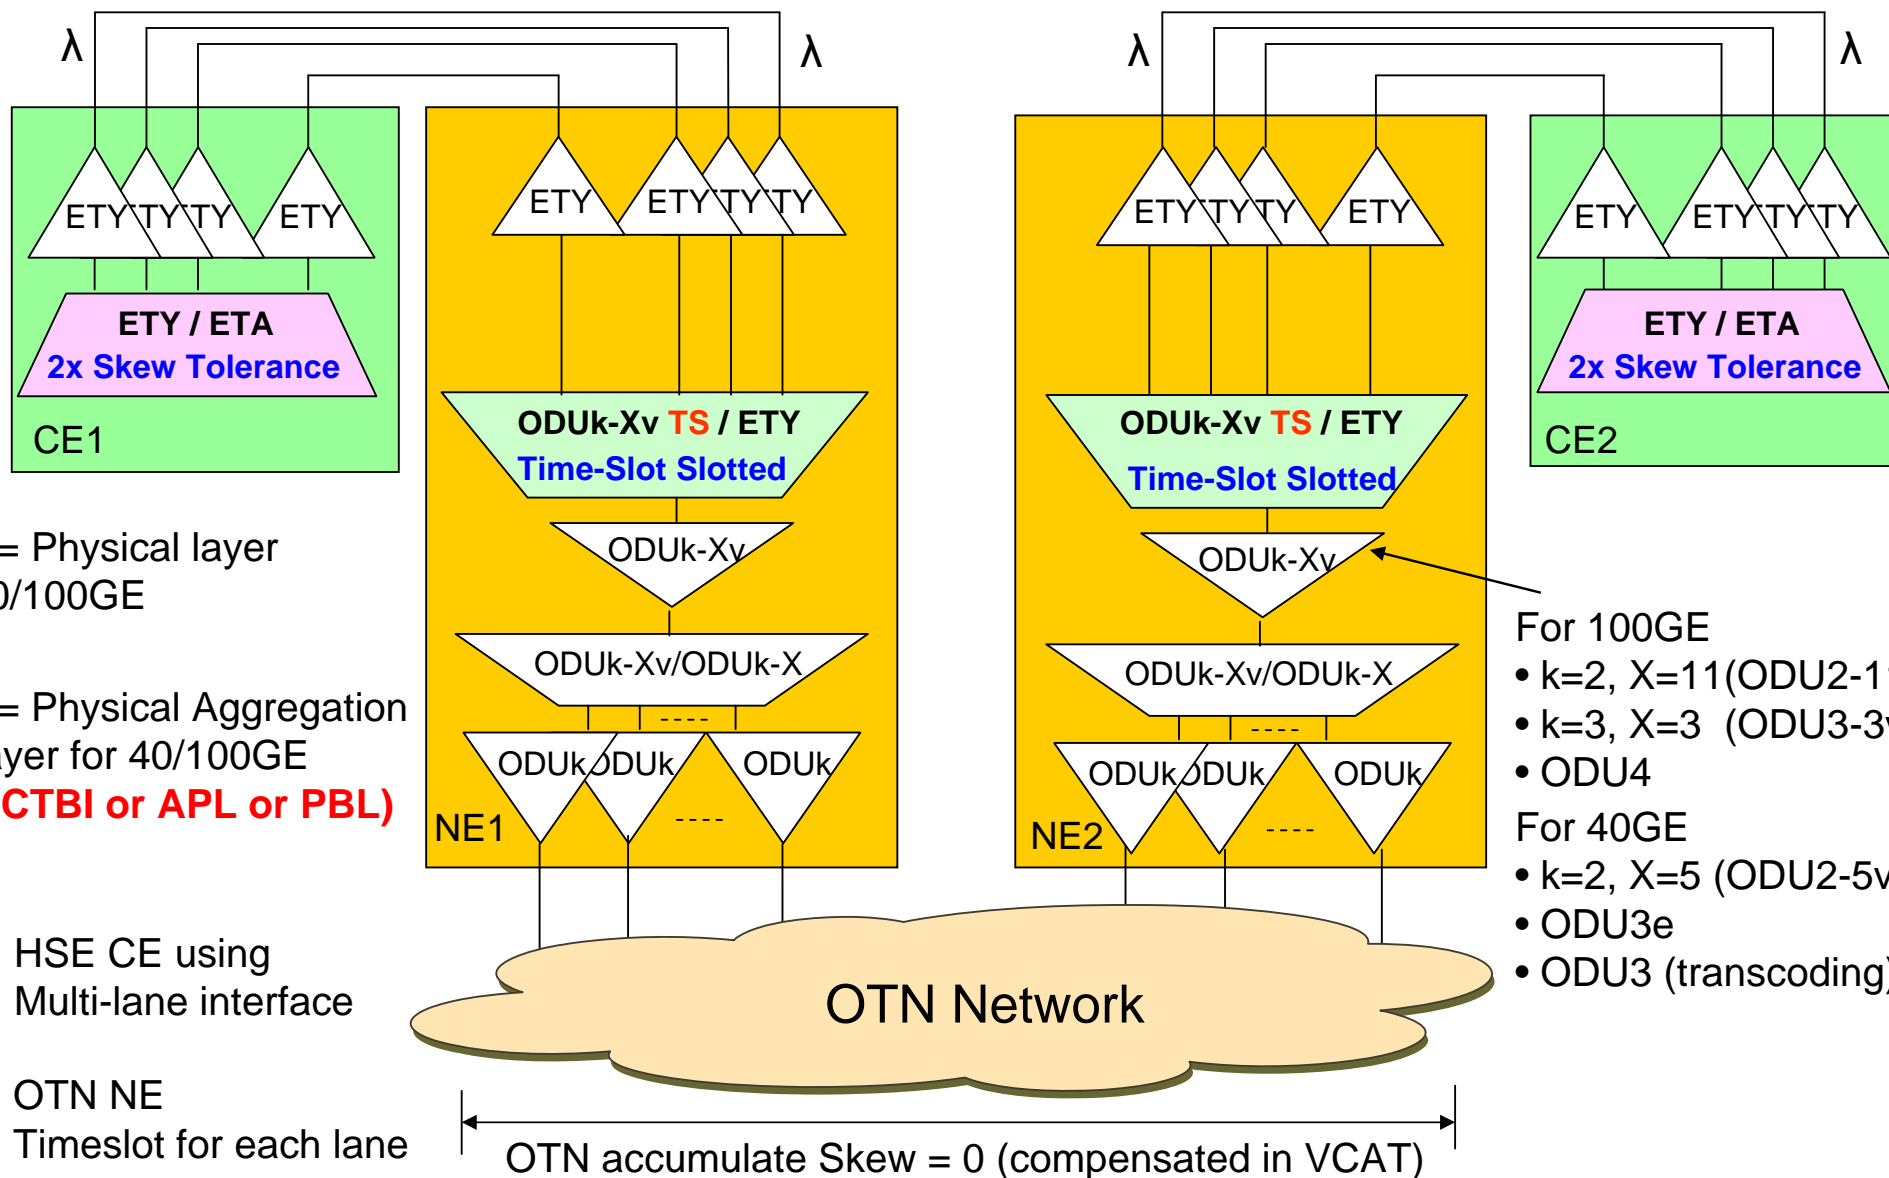 λ
λ
λ
λ
ETY
TY
TY
ETY
ETY
ETY
TY
TY
ETY
TY
TY
ETY
ETY
ETY
TY
TY
ETY / ETA
2x Skew Tolerance
CE1
ODUk-Xv TS / ETY
Time-Slot Slotted
ODUk-Xv TS / ETY
Time-Slot Slotted
ETY / ETA
2x Skew Tolerance
CE2
ODUk-Xv
ODUk-Xv
= Physical layer
0/100GE
ODUk-Xv/ODUk-X
ODUk-Xv/ODUk-X
= Physical Aggregation
ayer for 40/100GE
CTBI or APL or PBL)
----
----
ODUk
ODUk
ODUk
ODUk
ODUk
ODUk
----
----
NE1
NE2
For 100GE
• k=2, X=11(ODU2-1
• k=3, X=3 (ODU3-3v
• ODU4
For 40GE
• k=2, X=5 (ODU2-5v
• ODU3e
• ODU3 (transcoding)
HSE CE using
Multi-lane interface
OTN Network
OTN NE
Timeslot for each lane
OTN accumulate Skew = 0 (compensated in VCAT)